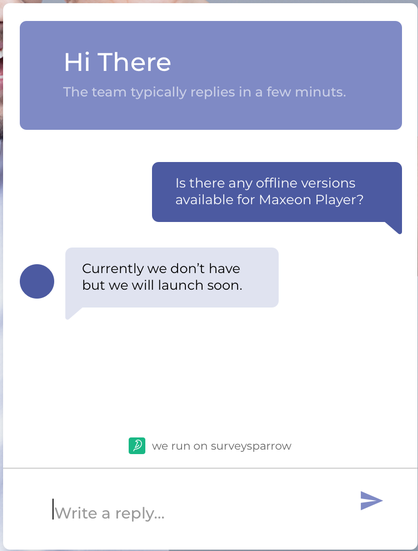 Hi There
The team typically replies in a few minuts.
Is there any offline versions
available for Maxeon Player?
Currently we don't have
but we will launch soon.
we run on surveysparrow
Write a reply...